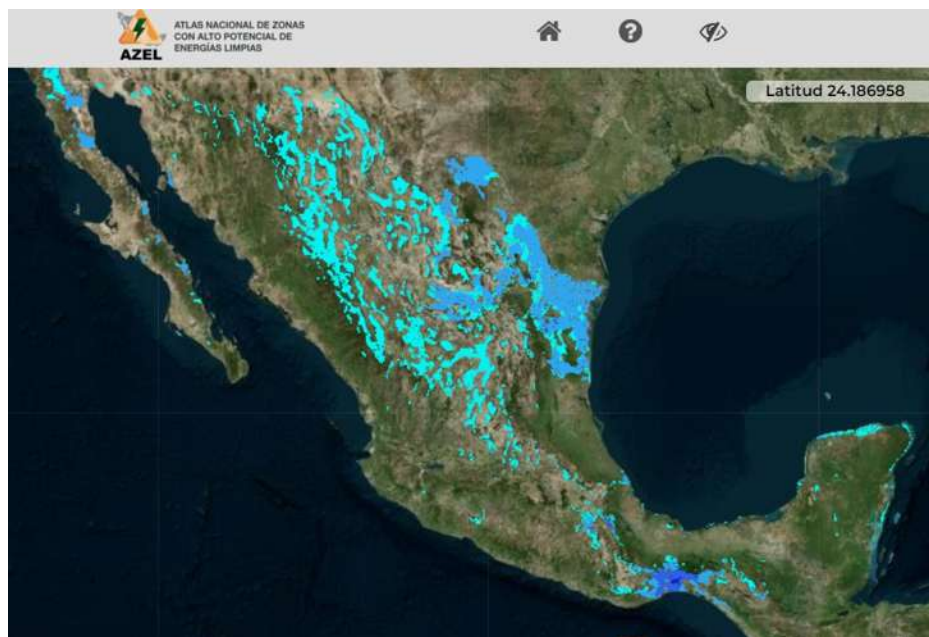 ATLAS NACIONAL DE ZONAS
CON ALTO POTENCIAL DE
ENERGÍAS LIMPIAS
AZEL
?
Latitud 24.186958